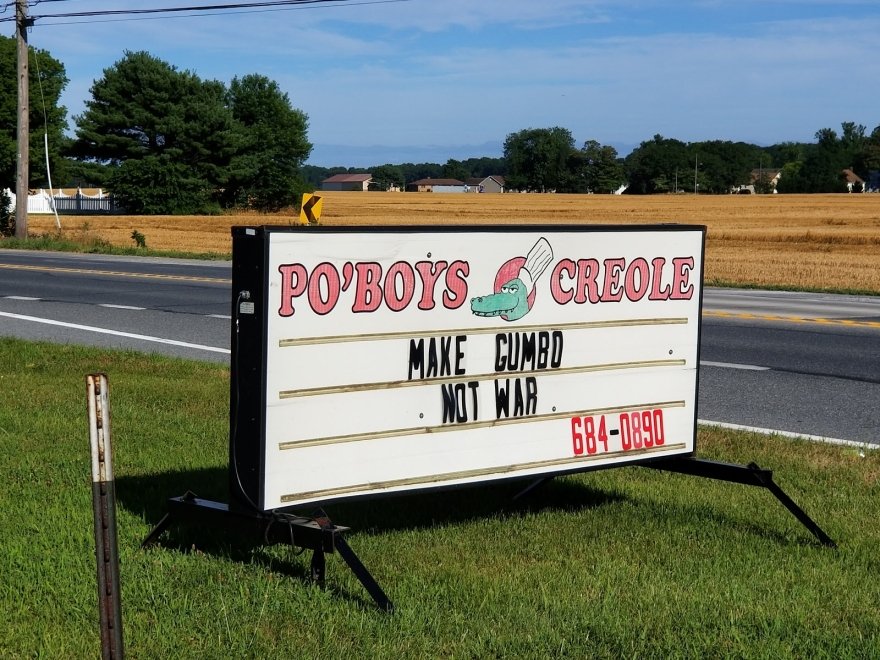 PO'BOYS CREOLE
MAKE GUMBO
NOT WAR
684-0890